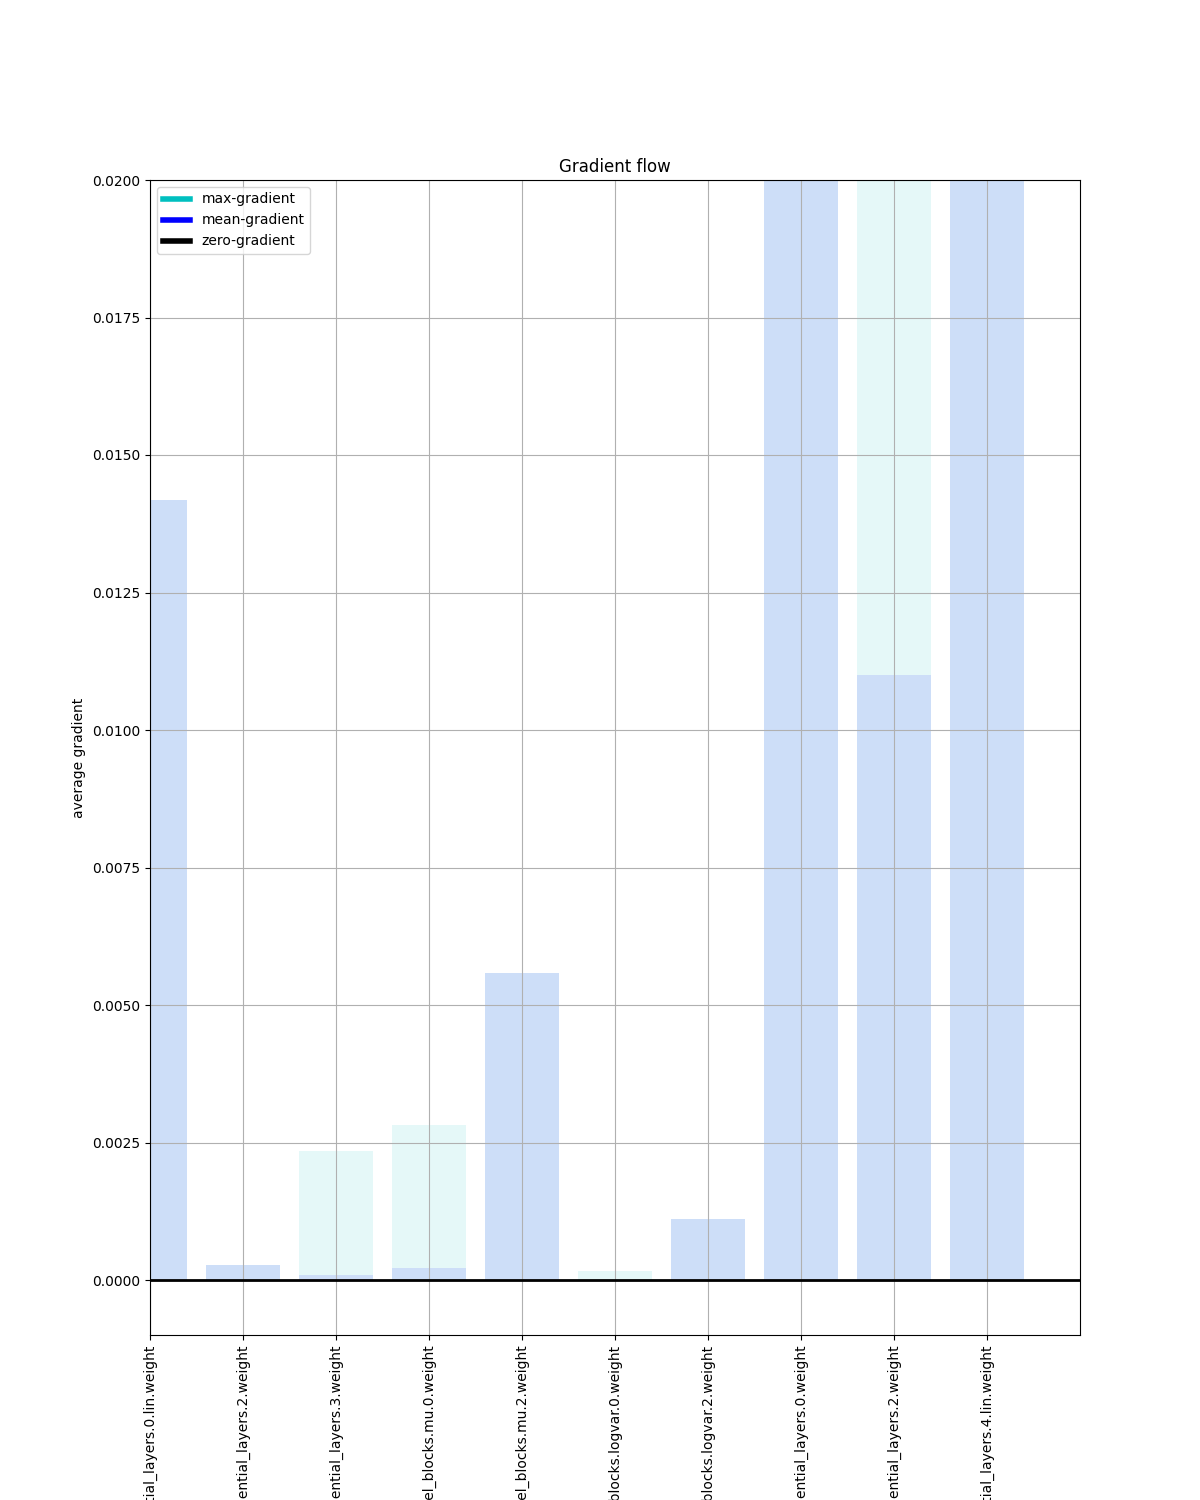 Gradient flow
max-gradient
mean-gradient
zero-gradient
0.0200
0.0175
0.0150
0.0125
0.0100
0.0075
0.0050
0.0025
0.0000
average gradient
tial_layers.0.lin.weight
ential_layers.2.weight
ential_layers.3.weight
el_blocks.mu.0.weight
el_blocks.mu.2.weight
blocks.logvar.0.weight
blocks.logvar.2.weight
ential_layers.0.weight
ential_layers.2.weight
tial_layers.4.lin.weight